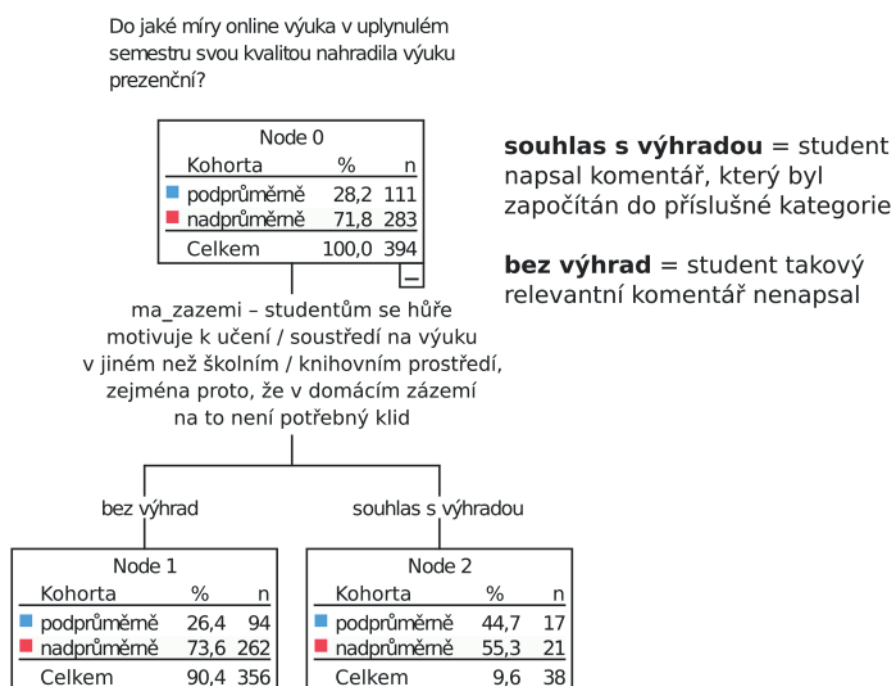 Do jaké míry online výuka v uplynulém
semestru svou kvalitou nahradila výuku
prezenční?
Node 0
Kohorta % n
podprůměrně 28,2 111
nadprůměrně 71,8 283
Celkem 100,0 394
souhlas s výhradou = student
napsal komentář, který byl
započítán do příslušné kategorie
bez výhrad = student takový
relevantní komentář nenapsal
ma_zazemi – studentům se hůře
motivuje k učení / soustředí na výuku
v jiném než školním / knihovním prostředí,
zejména proto, že v domácím zázemí
na to není potřebný klid
bez výhrad
souhlas s výhradou
Node 1
Kohorta % n
podprůměrně 26,4 94
nadprůměrně 73,6 262
Celkem 90,4 356
Node 2
Kohorta % n
podprůměrně 44,7 17
nadprůměrně 55,3 21
Celkem 9,6 38